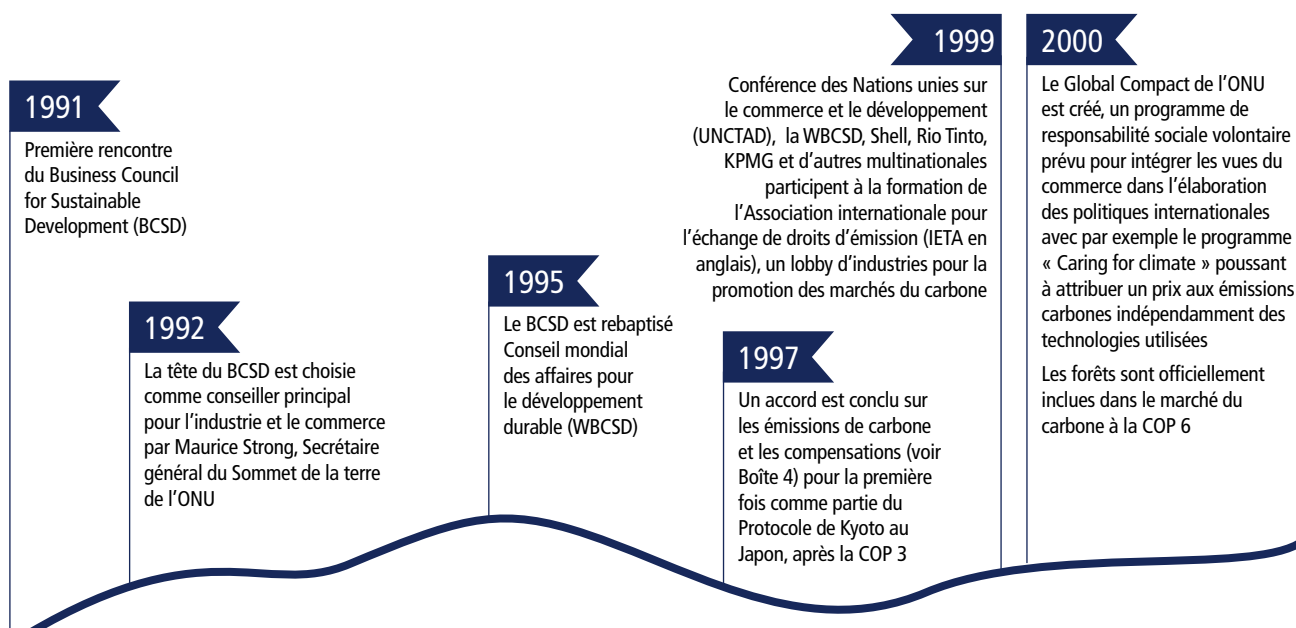 1991
Première rencontre
du Business Council
for Sustainable
Development (BCSD)
1992
La tête du BCSD est choisie
comme conseiller principal
pour l'industrie et le commerce
par Maurice Strong, Secrétaire
général du Sommet de la terre
de l'ONU
1995
Le BCSD est rebaptisé
Conseil mondial
des affaires pour
le développement
durable (WBCSD)
1997
Un accord est conclu sur
les émissions de carbone
et les compensations (voir
Boîte 4) pour la première
fois comme partie du
Protocole de Kyoto au
Japon, après la COP 3
1999
Conférence des Nations unies sur
le commerce et le développement
(UNCTAD), la WBCSD, Shell, Rio Tinto,
KPMG et d'autres multinationales
participent à la formation de
l'Association internationale pour
l'échange de droits d'émission (IETA en
anglais), un lobby d'industries pour la
promotion des marchés du carbone
2000
Le Global Compact de l'ONU
est créé, un programme de
responsabilité sociale volontaire
prévu pour intégrer les vues du
commerce dans l'élaboration
des politiques internationales
avec par exemple le programme
« Caring for climate » poussant
à attribuer un prix aux émissions
carbones indépendamment des
technologies utilisées
Les forêts sont officiellement
inclues dans le marché du
carbone à la COP 6